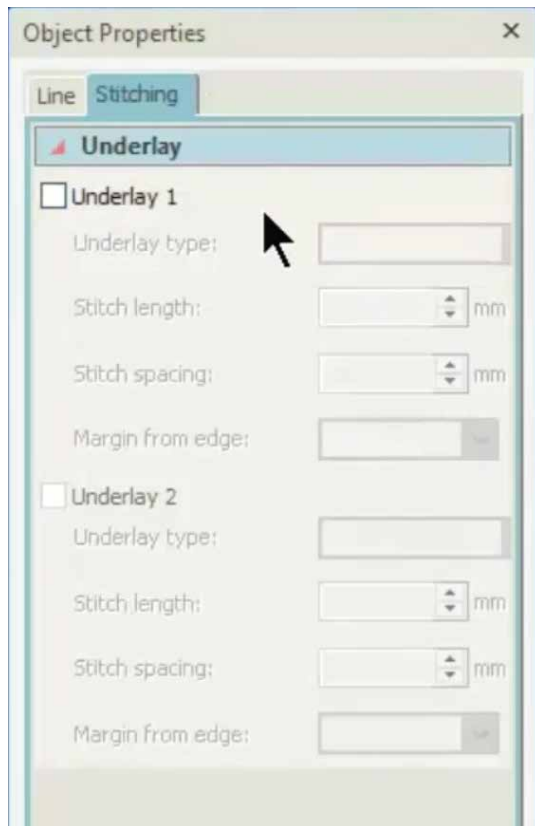 Object Properties
Line Stitching
Underlay
Underlay 1
Underlay type:
Stitch length: mm
Stitch spacing: mm
Margin from edge:
Underlay 2
Underlay type:
Stitch length: mm
Stitch spacing: mm
Margin from edge: